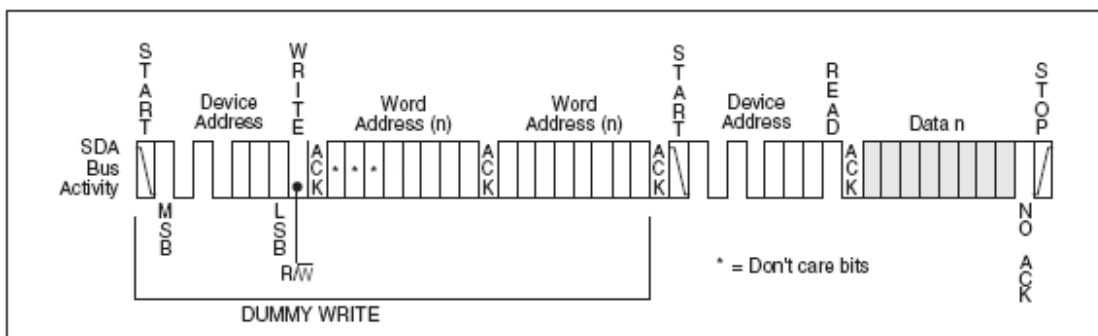 START
WRITE
START
READ
STOP
Device
Address
Word
Address (n)
Word
Address (n)
Device
Address
Data n
SDA
Bus
Activity
ACK
* * *
ACK
ACK
ACK
MSB
LSB
R/W̅
NO ACK
* = Don't care bits
DUMMY WRITE